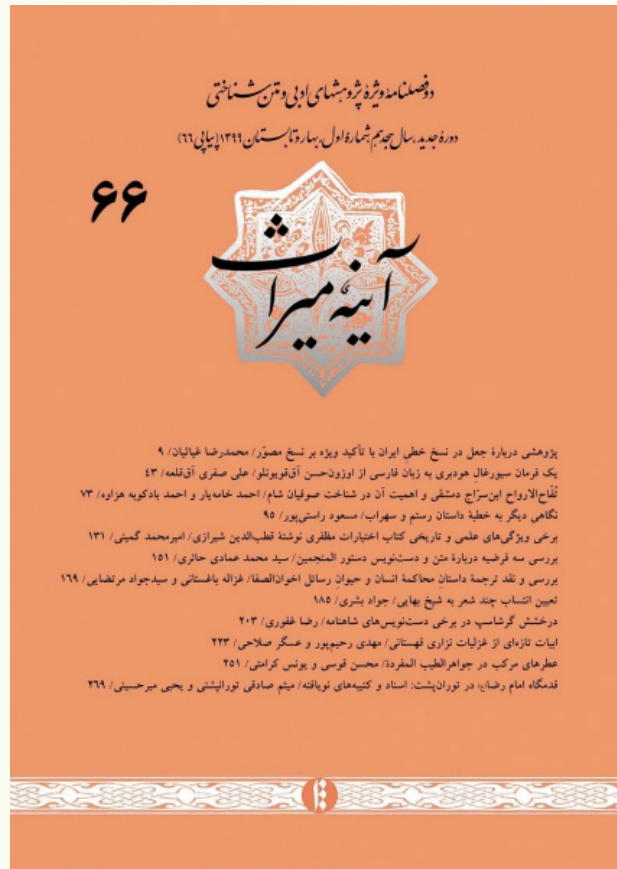 دو فصلنامهٔ ویژهٔ پژوهشهای ادبی و متن‌شناختی
دورهٔ جدید، سال هجدهم، شمارهٔ اول، بهار و تابستان ۱۳۹۹ (پیاپی ۶۶)
۶۶
آینهٔ میراث
پژوهشی دربارهٔ جعل در نسخ خطی ایران با تأکید ویژه بر نسخ مصوّر/ محمدرضا غیاثیان/ ۹
یک فرمان سیورغالِ هودبری به زبان فارسی از اوزون‌حسن آق‌قویونلو/ علی صفری آق‌قلعه/ ۴۳
تُفّاح‌الارواح ابن‌سرّاج دمشقی و اهمیت آن در شناخت صوفیان شام/ احمد خامه‌یار و احمد بادکوبه هزاوه/ ۷۳
نگاهی دیگر به خطبهٔ داستان رستم و سهراب/ مسعود راستی‌پور/ ۹۵
برخی ویژگی‌های علمی و تاریخی کتاب اختیارات مظفری نوشتهٔ قطب‌الدین شیرازی/ امیرمحمد گمینی/ ۱۳۱
بررسی سه فرضیه دربارهٔ متن و دست‌نویس دستور المنجمین/ سید محمد عمادی حائری/ ۱۵۱
بررسی و نقد ترجمهٔ داستانِ محاکمهٔ انسان و حیوانِ رسائل اخوان‌الصفا/ غزاله باغستانی و سیدجواد مرتضایی/ ۱۶۹
تعیین انتساب چند شعر به شیخ بهایی/ جواد بشری/ ۱۸۵
درخشش گرشاسپ در برخی دست‌نویس‌های شاهنامه/ رضا غفوری/ ۲۰۳
ابیات تازه‌ای از غزلیات نزاری قهستانی/ مهدی رحیم‌پور و عسگر صلاحی/ ۲۲۳
عطرهای مرکب در جواهرالطیب المفردة/ محسن قوسی و یونس کرامتی/ ۲۵۱
قدمگاه امام رضا(ع) در توران‌پشت: اسناد و کتیبه‌های نویافته/ میثم صادقی تورانپشتی و یحیی میرحسینی/ ۲۶۹